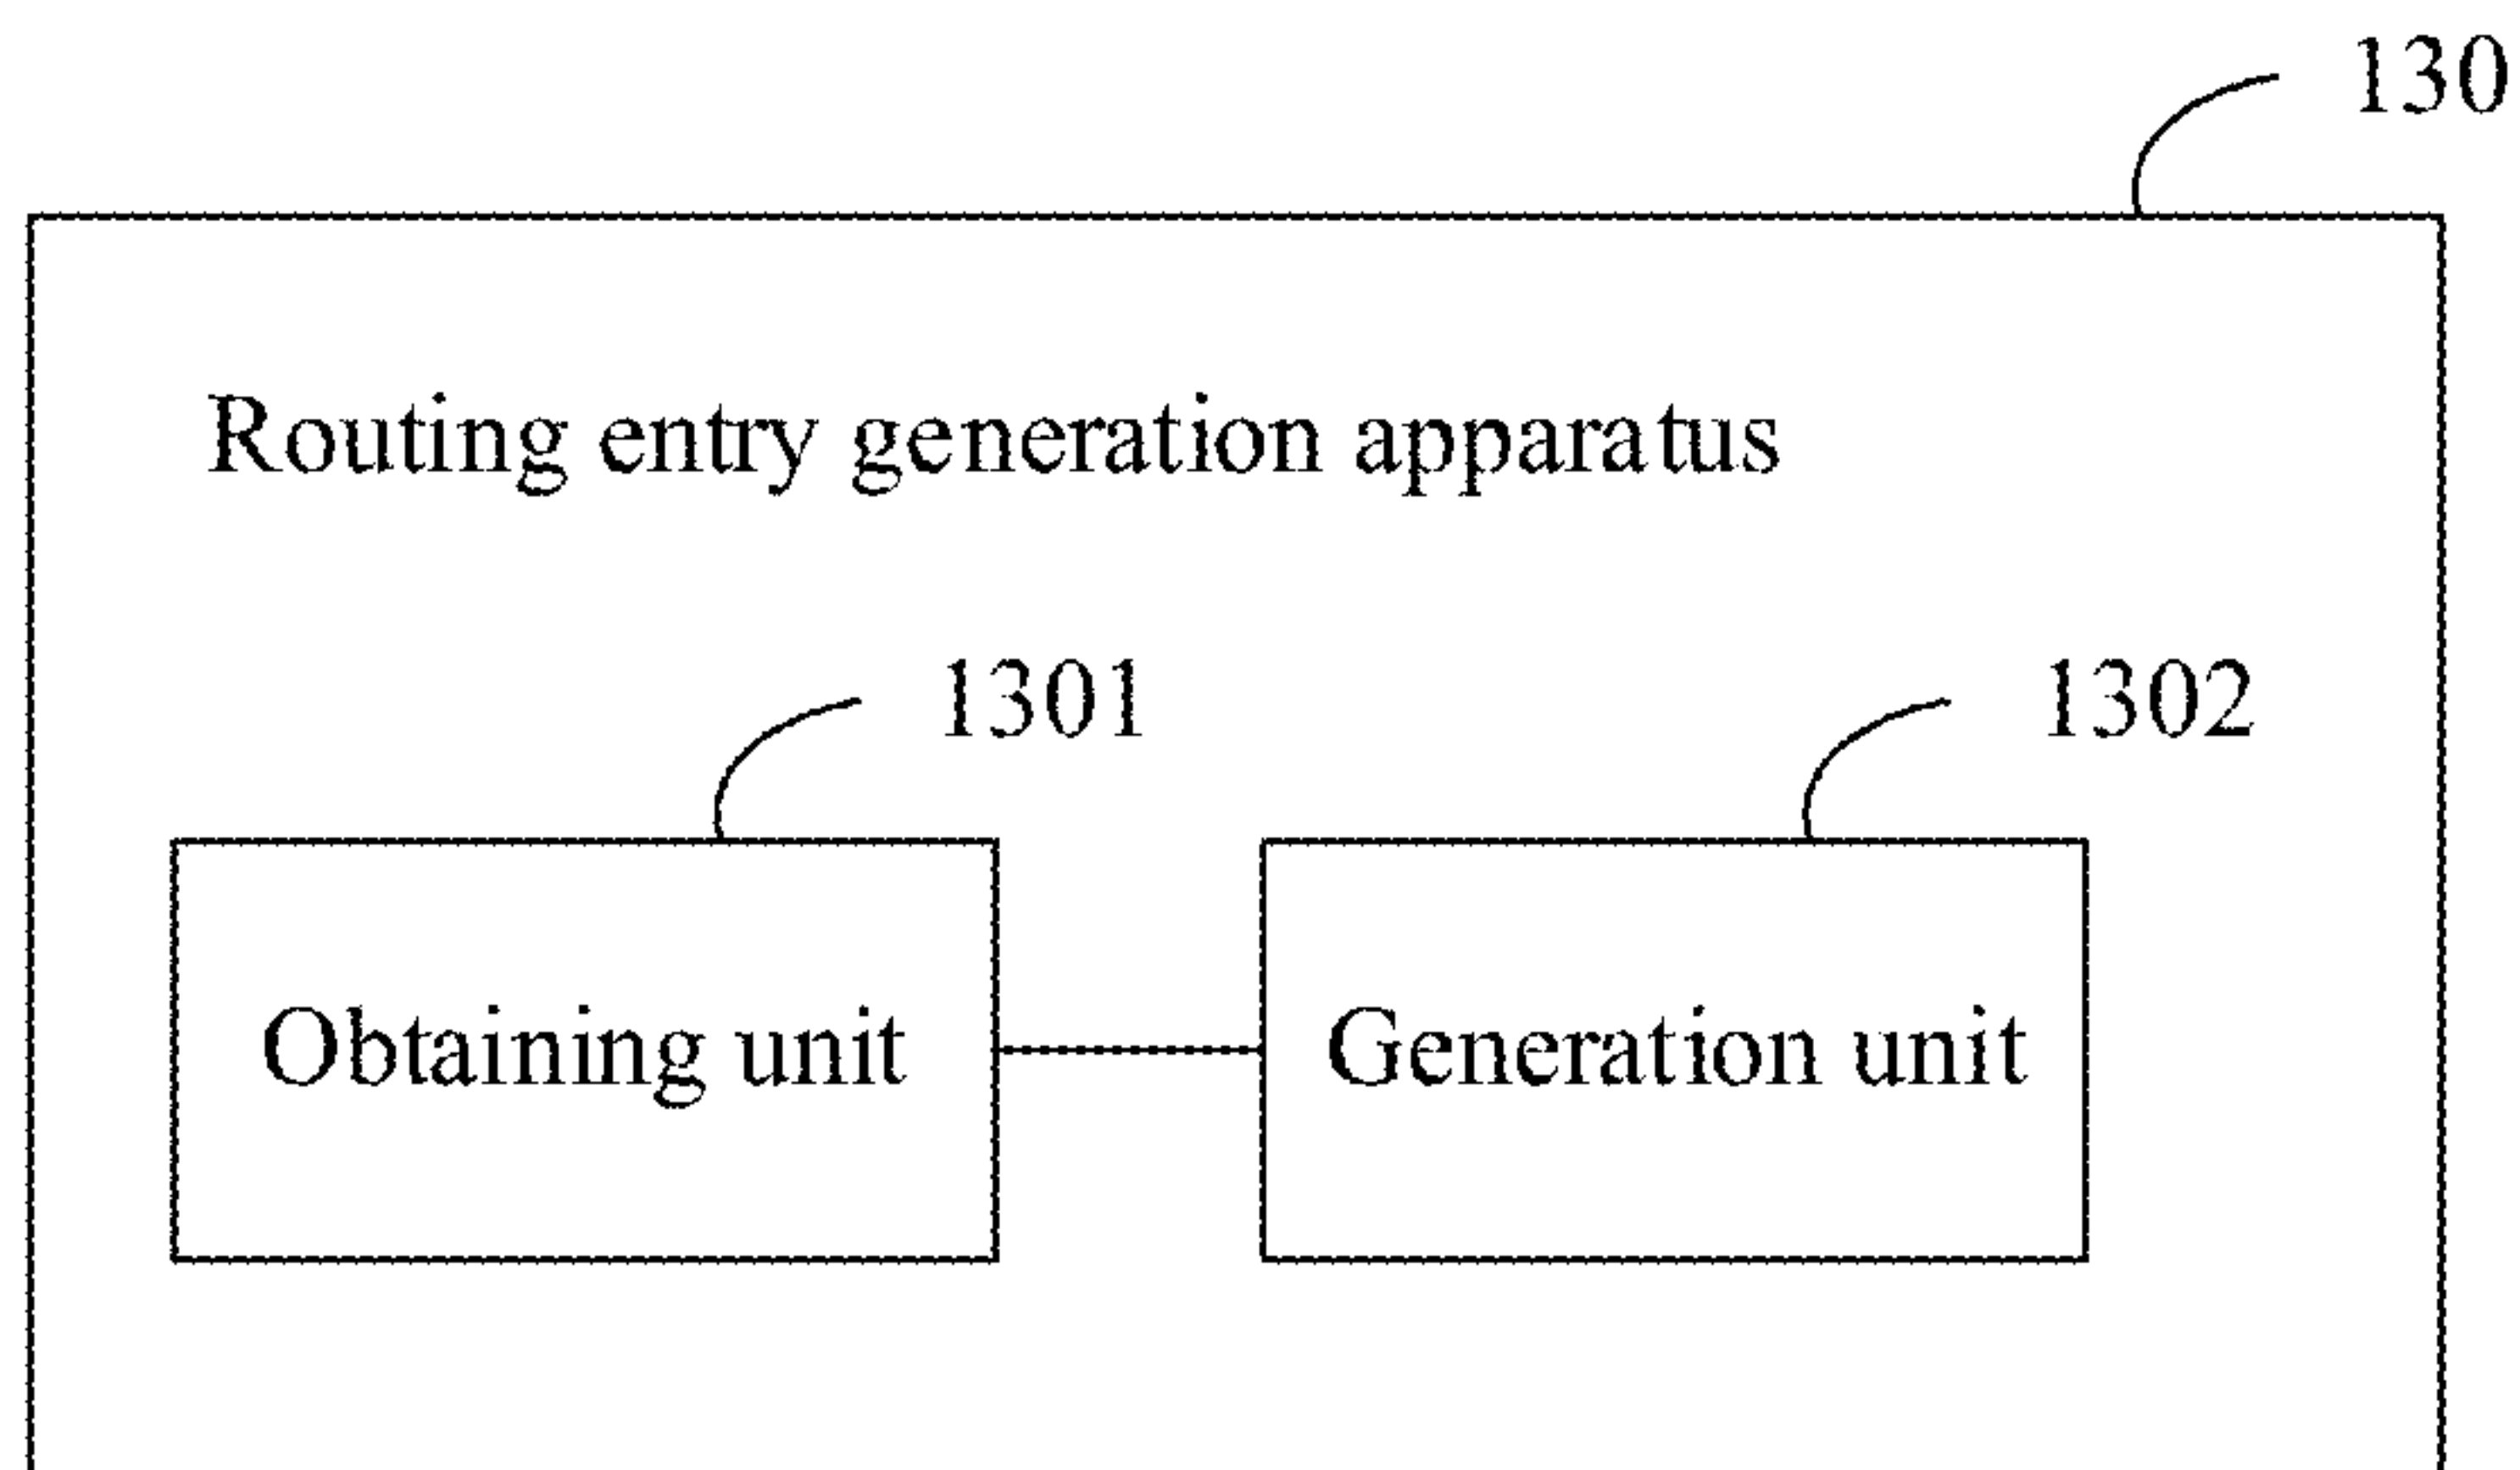 130
Routing entry generation apparatus
1301
1302
Obtaining unit
Generation unit